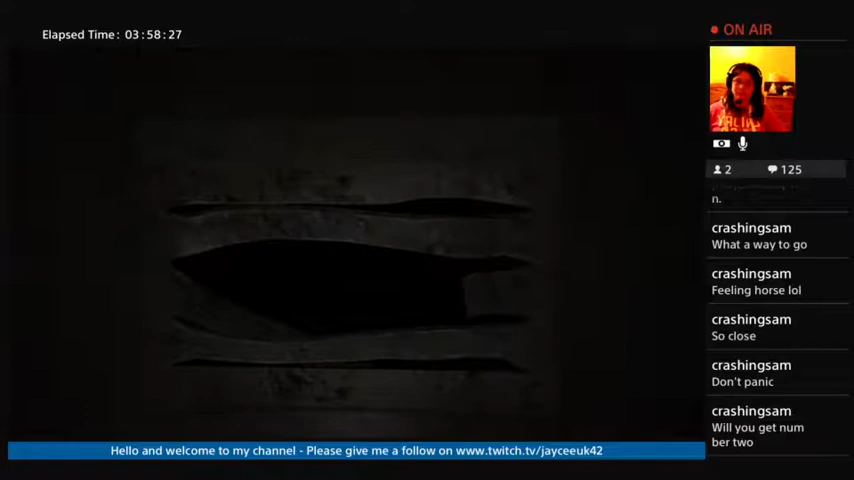 Elapsed Time: 03:58:27
ON AIR
2 125
n.
crashingsam
What a way to go
crashingsam
Feeling horse lol
crashingsam
So close
crashingsam
Don't panic
crashingsam
Will you get num
ber two
Hello and welcome to my channel - Please give me a follow on www.twitch.tv/jayceeuk42